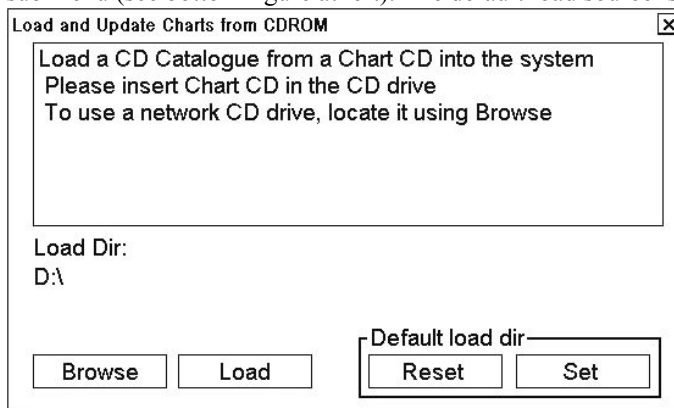 Load and Update Charts from CDROM
Load a CD Catalogue from a Chart CD into the system
Please insert Chart CD in the CD drive
To use a network CD drive, locate it using Browse
Load Dir:
D:\
Default load dir
Browse Load Reset Set